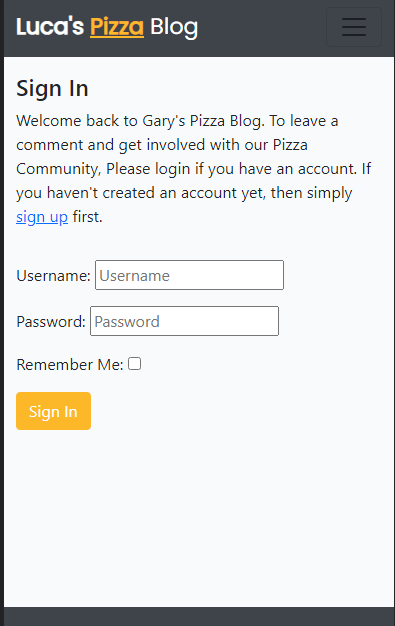 Luca's Pizza Blog
Sign In
Welcome back to Gary's Pizza Blog. To leave a
comment and get involved with our Pizza
Community, Please login if you have an account. If
you haven't created an account yet, then simply
sign up first.
Username: Username
Password: Password
Remember Me:
Sign In